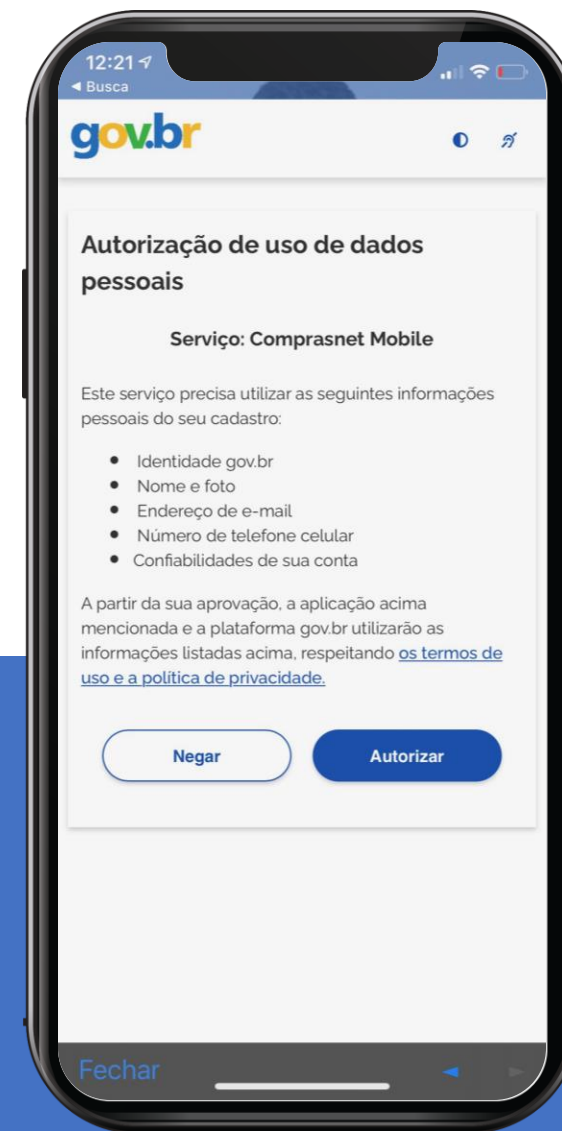 12:21
◄ Busca
gov.br
Autorização de uso de dados
pessoais
Serviço: Comprasnet Mobile
Este serviço precisa utilizar as seguintes informações
pessoais do seu cadastro:
• Identidade gov.br
• Nome e foto
• Endereço de e-mail
• Número de telefone celular
• Confiabilidades de sua conta
A partir da sua aprovação, a aplicação acima
mencionada e a plataforma gov.br utilizarão as
informações listadas acima, respeitando os termos de
uso e a política de privacidade.
Negar
Autorizar
Fechar